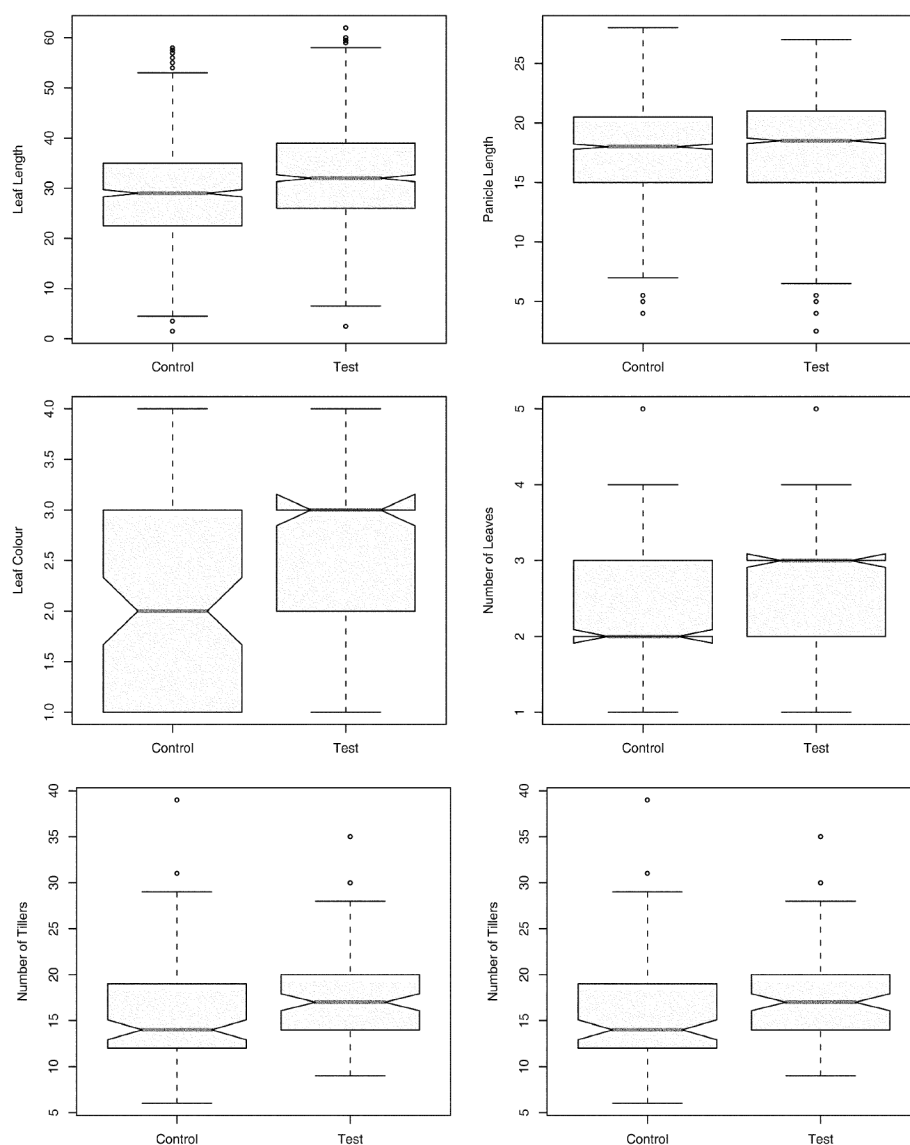 Leaf Length
60
50
40
30
20
10
0
Control
Test
Panicle Length
25
20
15
10
5
Control
Test
Leaf Colour
4.0
3.5
3.0
2.5
2.0
1.5
1.0
Control
Test
Number of Leaves
5
4
3
2
1
Control
Test
Number of Tillers
40
35
30
25
20
15
10
5
Control
Test
Number of Tillers
40
35
30
25
20
15
10
5
Control
Test